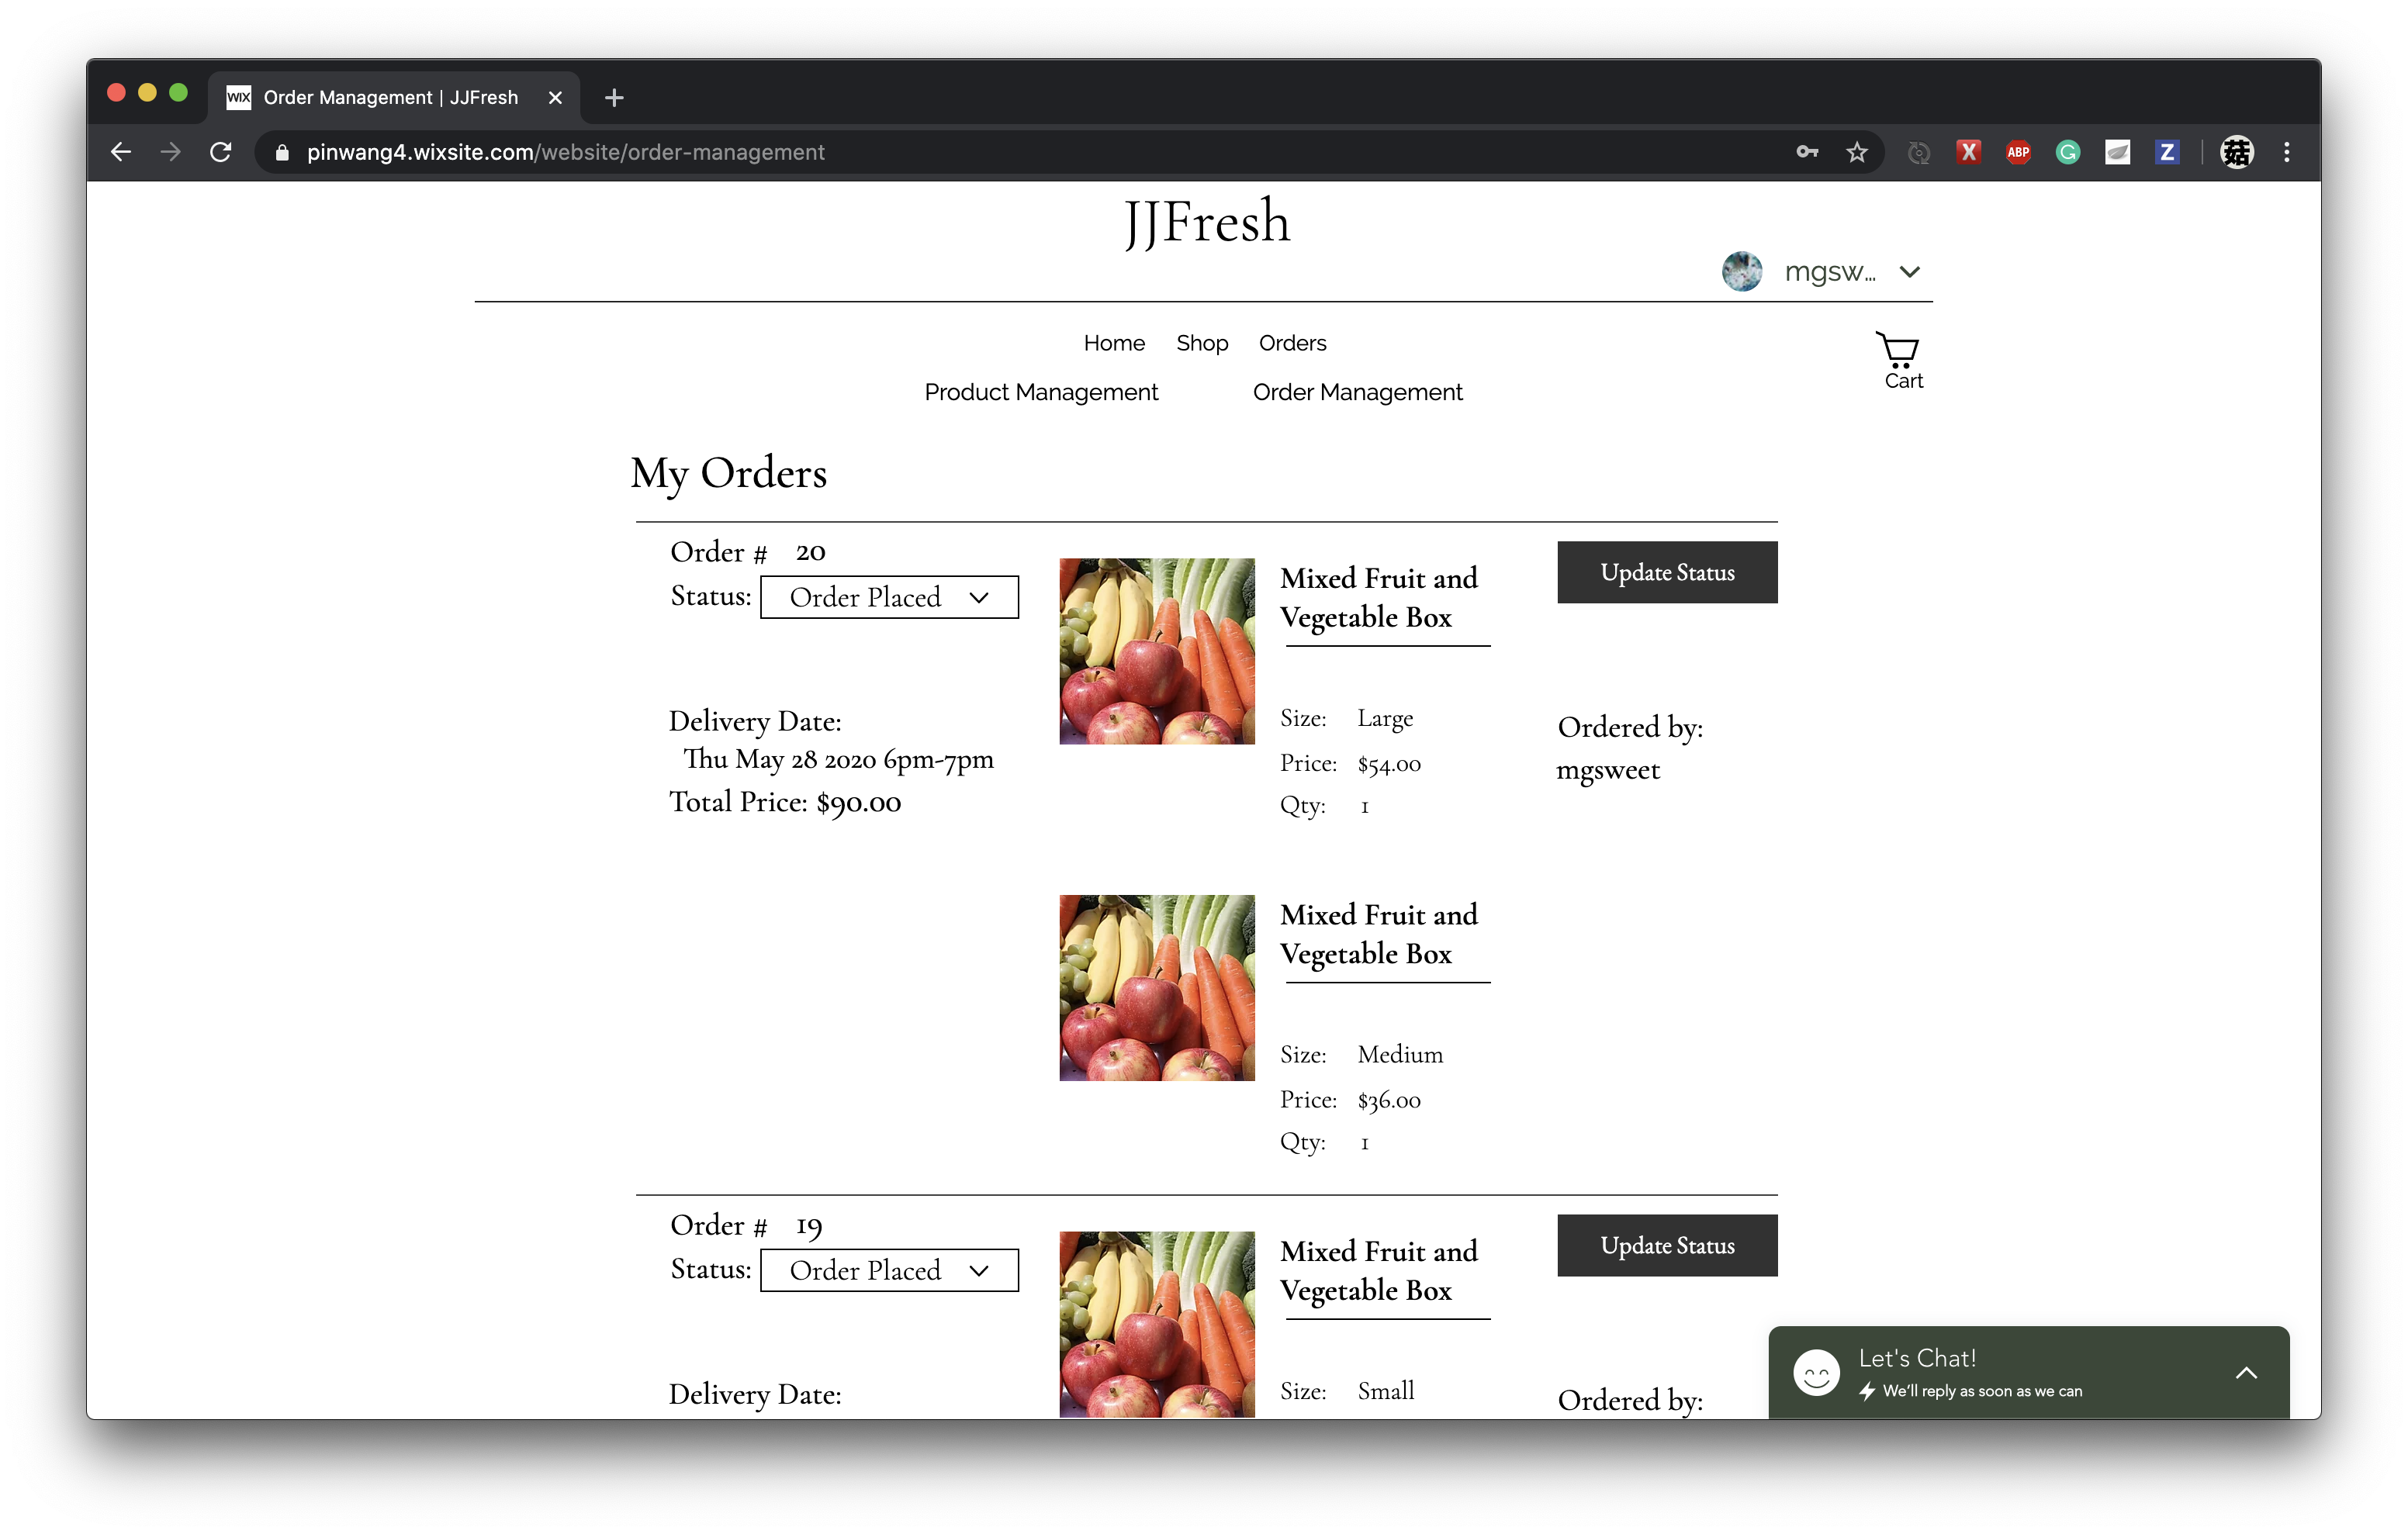 WIX Order Management | JJFresh
pinwang4.wixsite.com/website/order-management
X ABP G Z 菇
JJFresh
mgsw...
Home Shop Orders
Cart
Product Management Order Management
My Orders
Order # 20
Status: Order Placed
Mixed Fruit and
Vegetable Box
Update Status
Delivery Date:
Thu May 28 2020 6pm-7pm
Total Price: $90.00
Size: Large
Price: $54.00
Qty: 1
Ordered by:
mgsweet
Mixed Fruit and
Vegetable Box
Size: Medium
Price: $36.00
Qty: 1
Order # 19
Status: Order Placed
Mixed Fruit and
Vegetable Box
Update Status
Delivery Date:
Size: Small
Ordered by:
Let's Chat!
We'll reply as soon as we can